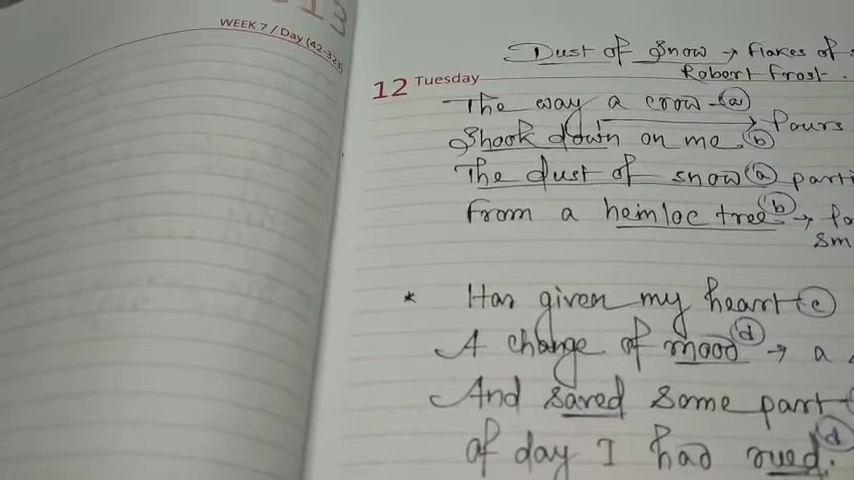 13
WEEK 7 / Day (42-323)
Dust of Snow → flakes of s
Robert Frost.
12 Tuesday
The way a crow (a)
Shook down on me (b) → Pours
The dust of snow (a) parti
From a hemloc tree (b) →
sm
* Has given my heart (c)
A change of mood (d) → a
And saved some part
of day I had rued. (d)